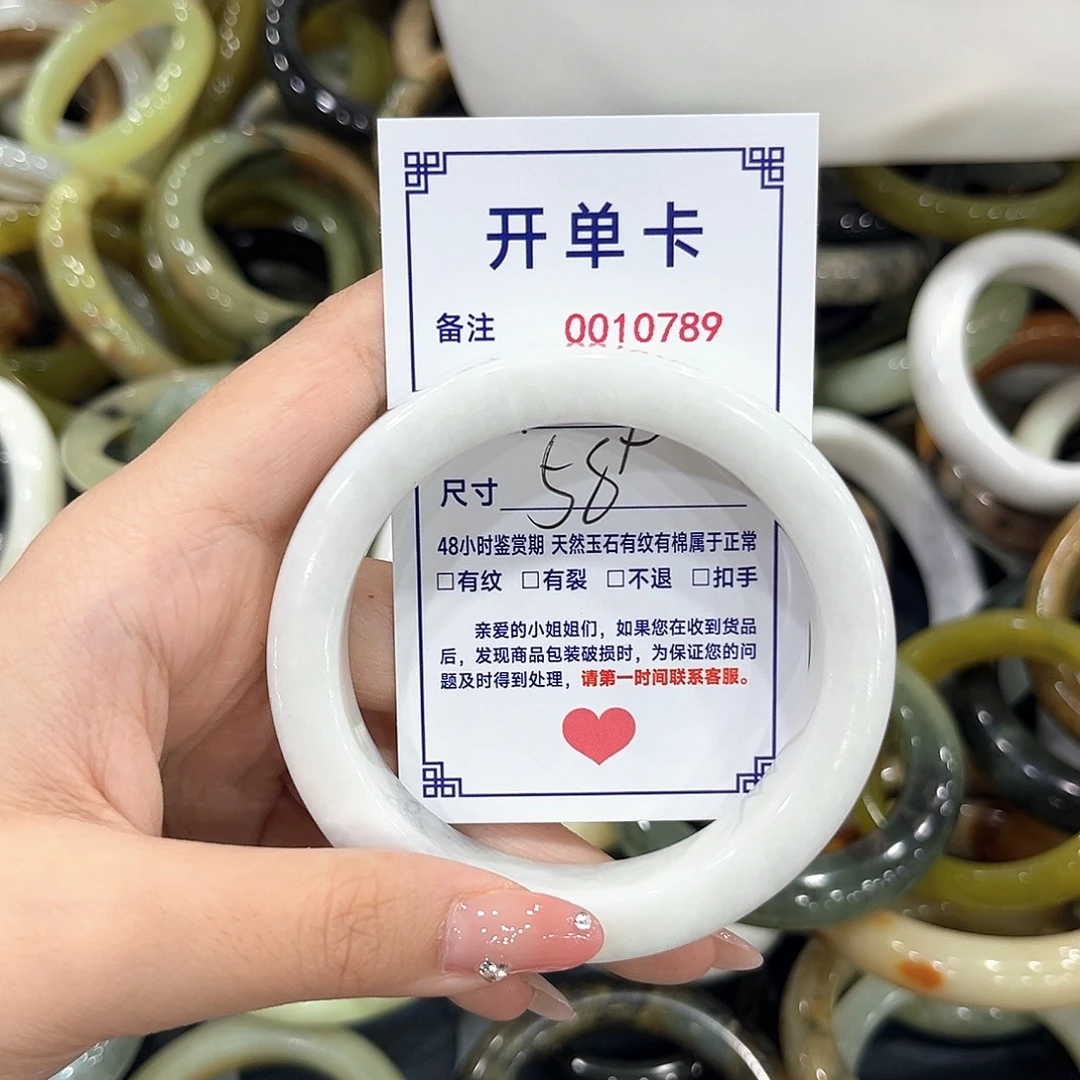 开单卡
备注 0010789
尺寸 58+
48小时鉴赏期 天然玉石有纹有棉属于正常
□有纹 □有裂 □不退 □扣手
亲爱的小姐姐们，如果您在收到货品
后，发现商品包装破损时，为保证您的问
题及时得到处理，请第一时间联系客服。